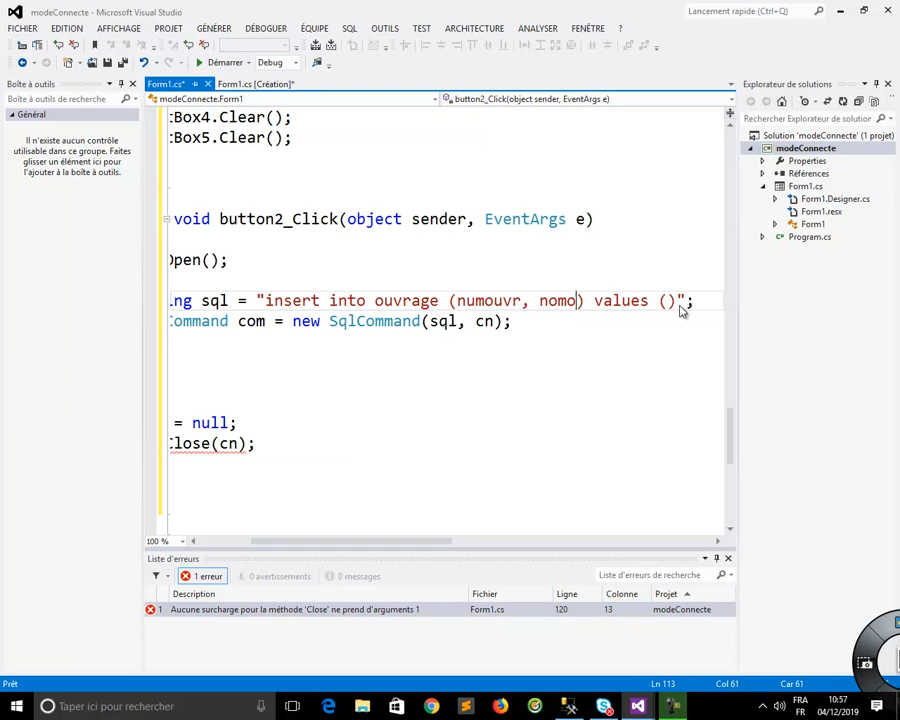 modeConnecte - Microsoft Visual Studio
Lancement rapide (Ctrl+Q)
FICHIER EDITION AFFICHAGE PROJET GÉNÉRER DÉBOGUER ÉQUIPE SQL OUTILS TEST ARCHITECTURE ANALYSER FENÊTRE ?
Démarrer Debug
Boîte à outils
Boîte à outils de recherche
Général
Il n'existe aucun contrôle
utilisable dans ce groupe. Faites
glisser un élément ici pour
l'ajouter à la boîte à outils.
Form1.cs* Form1.cs [Création]*
modeConnecte.Form1 button2_Click(object sender, EventArgs e)
tBox4.Clear();
tBox5.Clear();
void button2_Click(object sender, EventArgs e)
Open();
ing sql = "insert into ouvrage (numouvr, nomo) values ()";
Command com = new SqlCommand(sql, cn);
= null;
Close(cn);
100 %
Explorateur de solutions
Rechercher Explorateur de solutions
Solution 'modeConnecte' (1 projet)
modeConnecte
Properties
Références
Form1.cs
Form1.Designer.cs
Form1.resx
Form1
Program.cs
Liste d'erreurs
1 erreur 0 avertissements 0 messages
Liste d'erreurs de recherche
Description Fichier Ligne Colonne Projet
1 Aucune surcharge pour la méthode 'Close' ne prend d'arguments 1 Form1.cs 120 13 modeConnecte
Prêt Ln 113 Col 61 Car 61
Taper ici pour rechercher
FRA
FR
10:57
04/12/2019